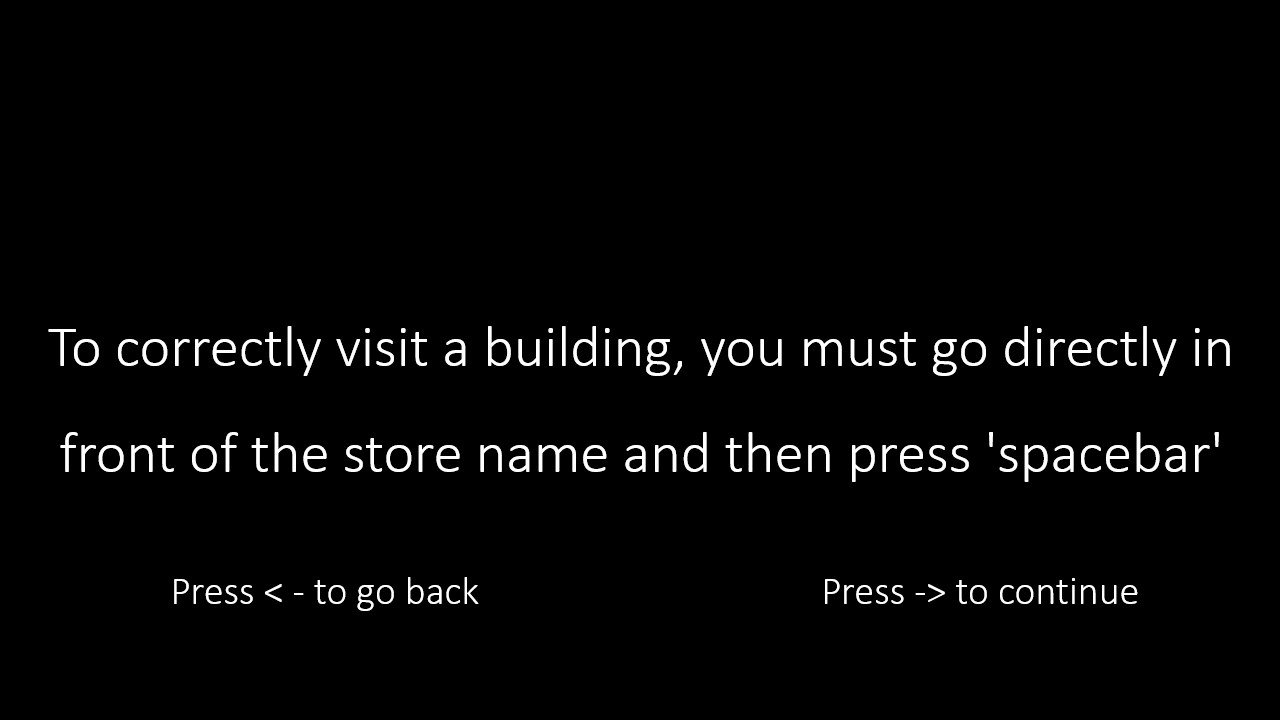 To correctly visit a building, you must go directly in
front of the store name and then press 'spacebar'
Press < - to go back
Press -> to continue